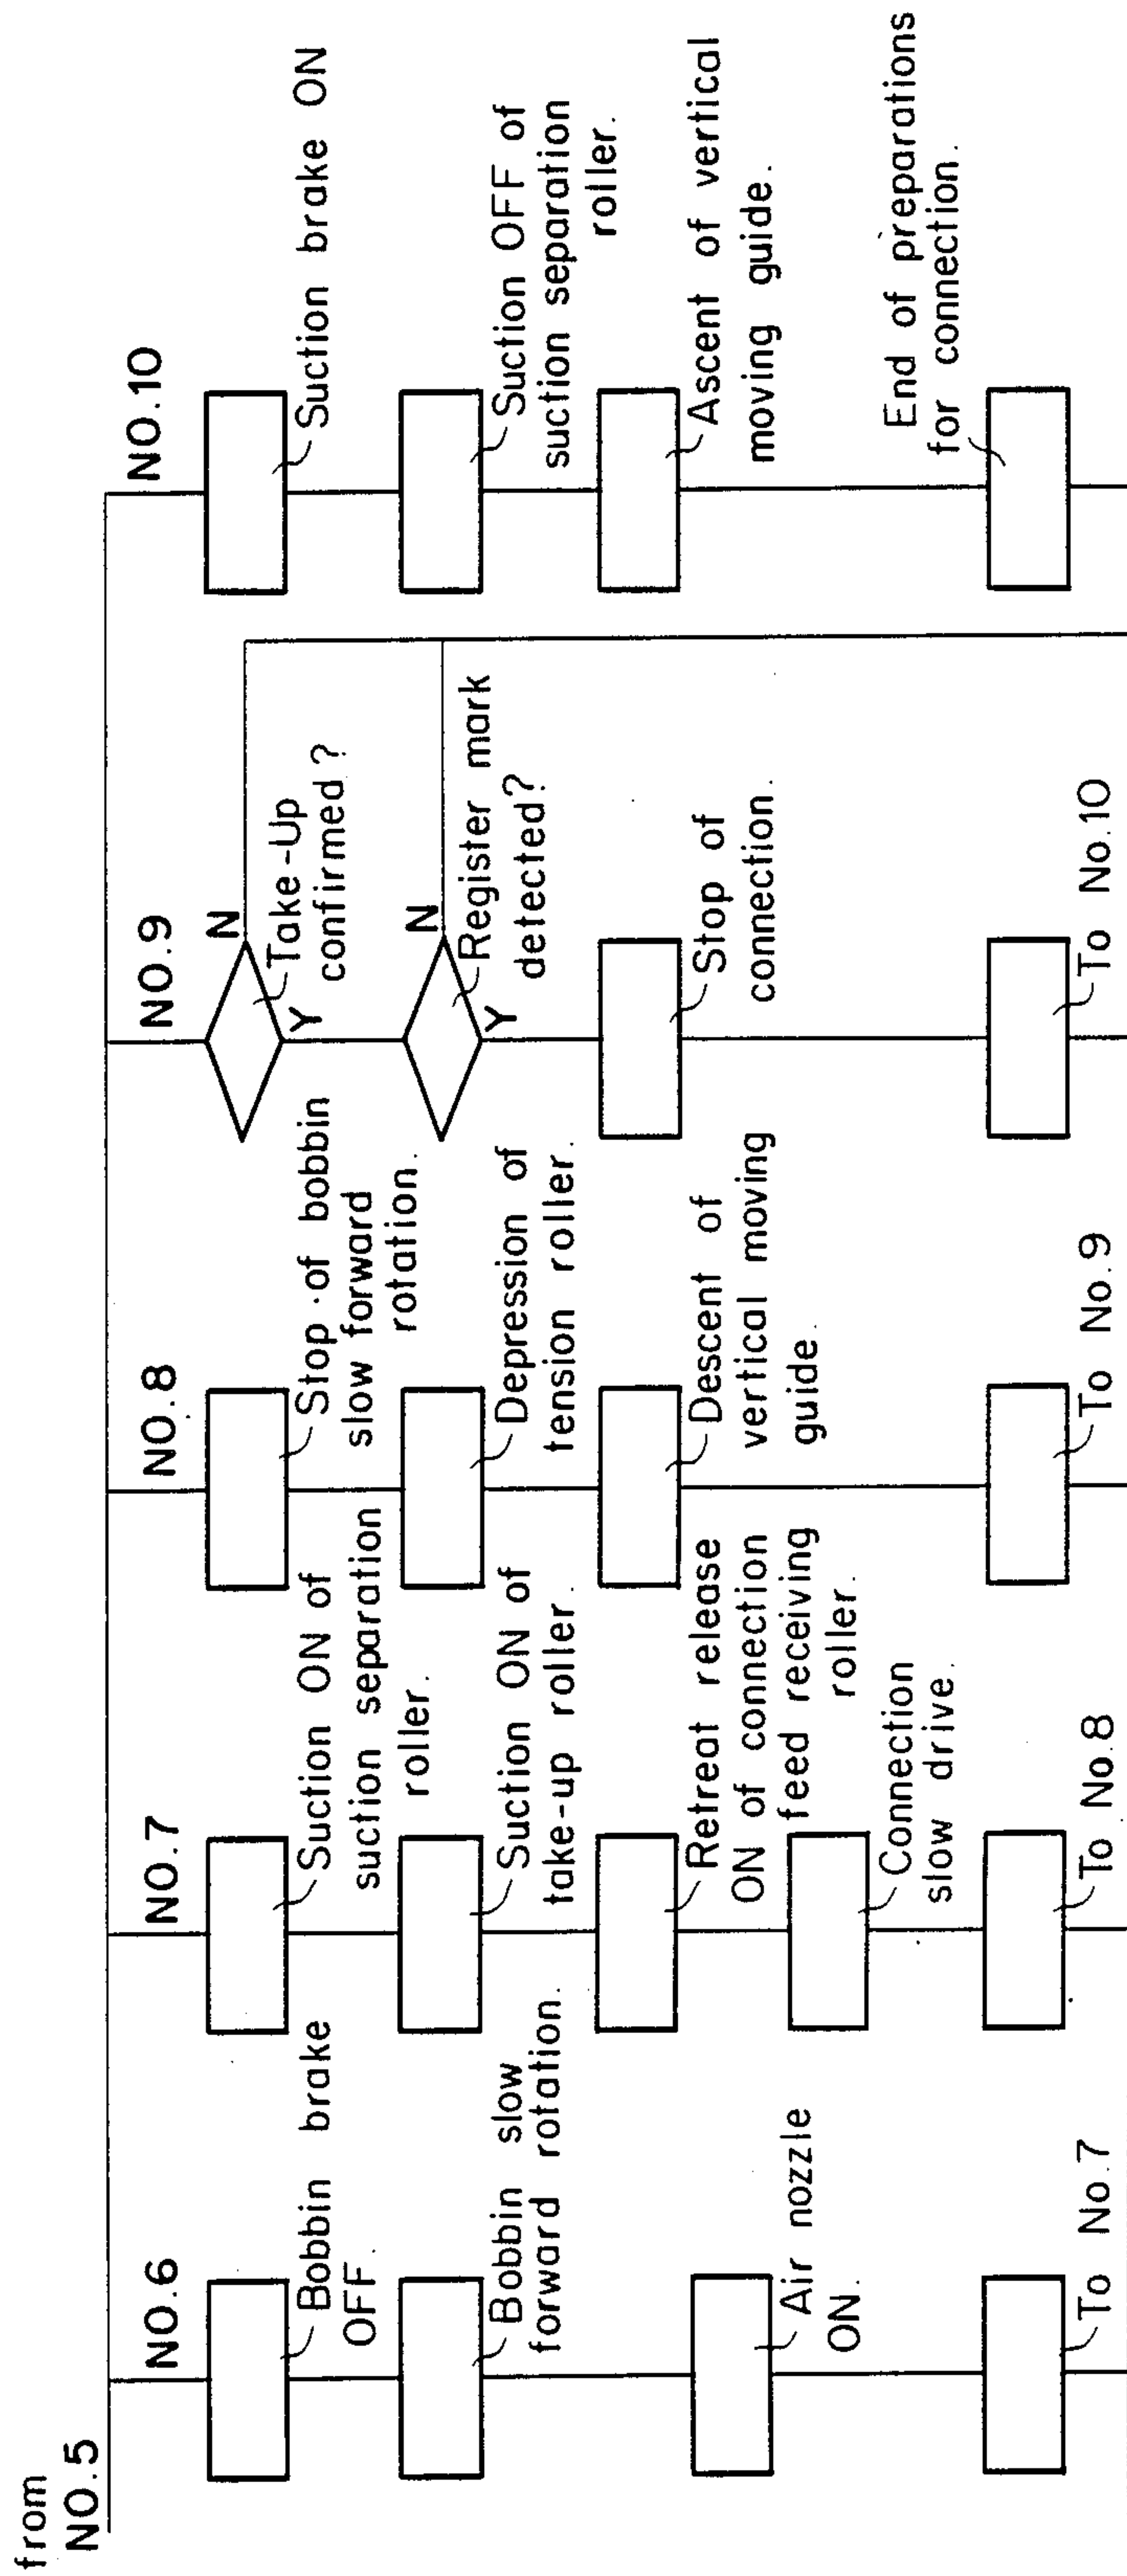 from
NO.5
NO.6
Bobbin brake
OFF.
Bobbin slow
forward rotation.
Air nozzle
ON.
To No.7
NO.7
Suction ON of
suction separation
roller.
Suction ON of
take-up roller.
Retreat release
ON of connection
feed receiving
roller.
Connection
slow drive.
To No.8
NO.8
Stop of bobbin
slow forward
rotation.
Depression of
tension roller.
Descent of
vertical moving
guide.
To No.9
NO.9
N
Take-Up
confirmed?
Y
N
Register mark
detected?
Y
Stop of
connection.
To No.10
NO.10
Suction brake ON
Suction OFF of
suction separation
roller.
Ascent of vertical
moving guide.
End of preparations
for connection.